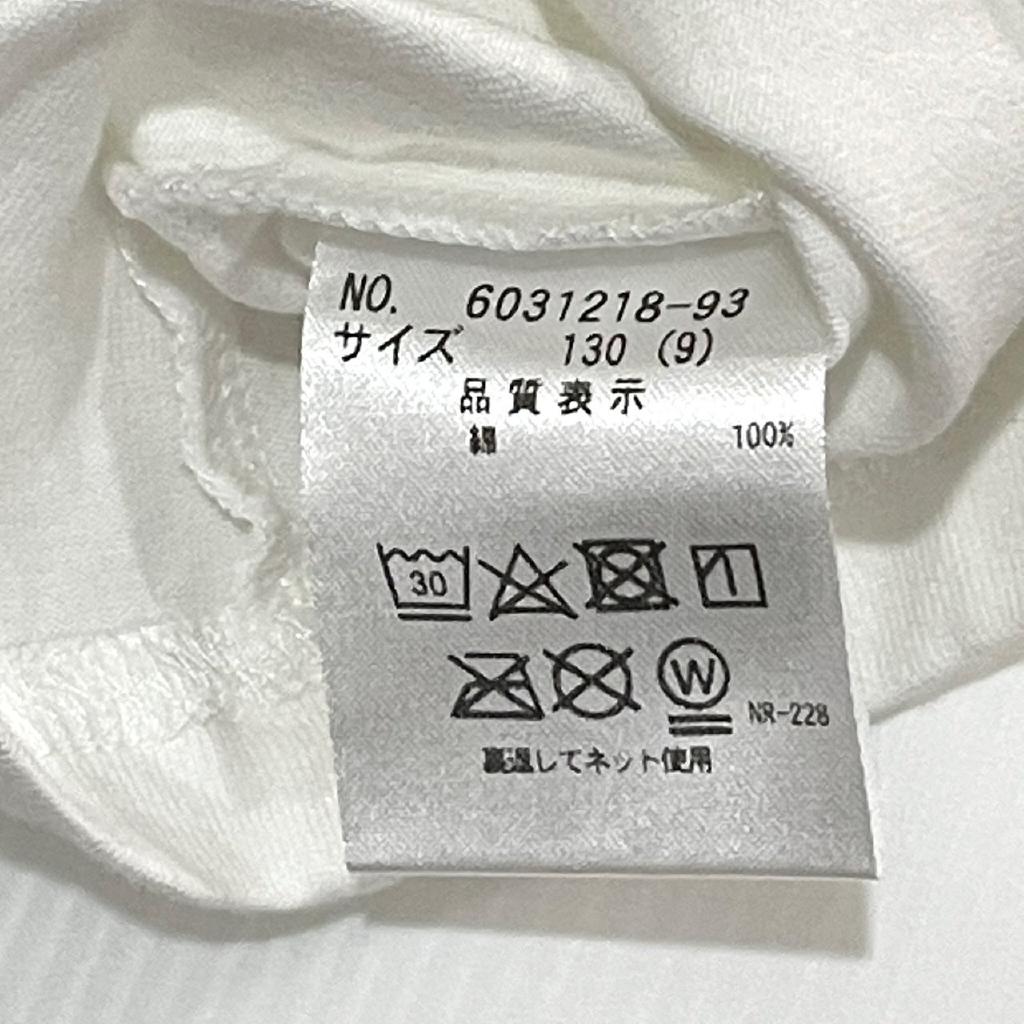 NO. 6031218-93
サイズ 130 (9)
品質表示
綿 100%
30
W
NR-228
裏返してネット使用